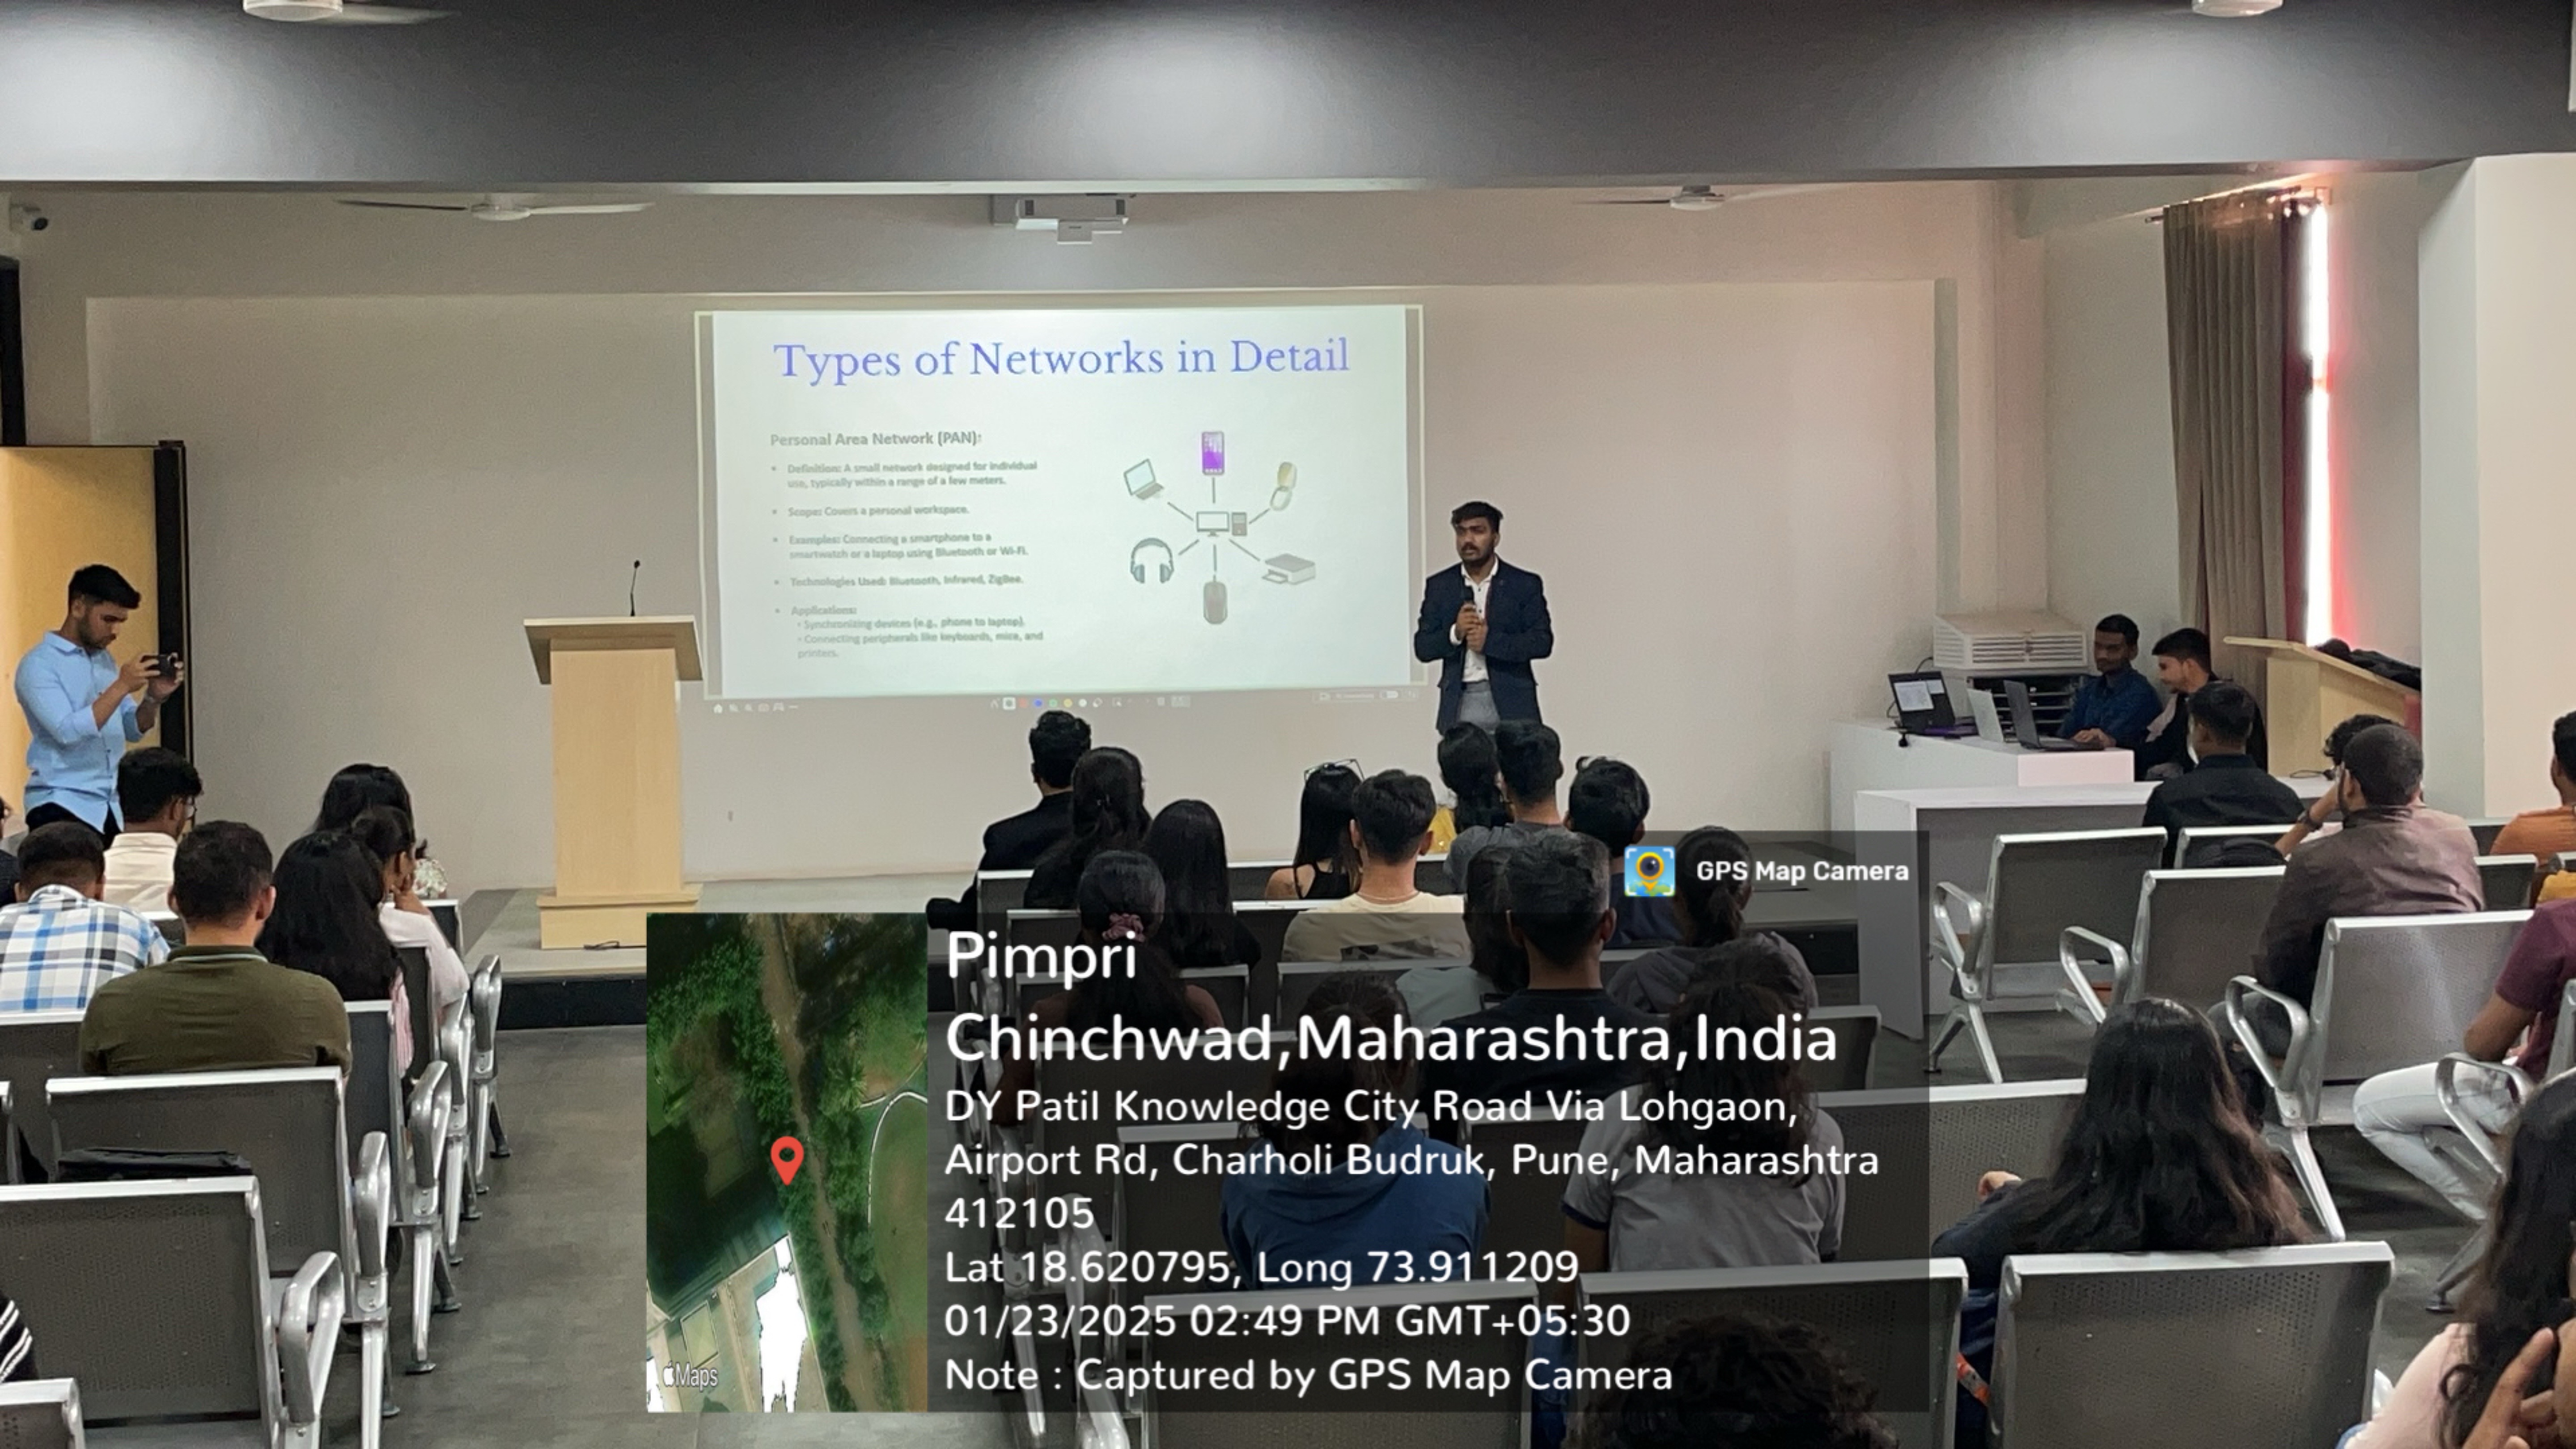 Types of Networks in Detail
Personal Area Network (PAN):
Definition: A small network designed for individual
use, typically within a range of a few meters.
Scope: Covers a personal workspace.
Examples: Connecting a smartphone to a
smartwatch or a laptop using Bluetooth or Wi-Fi.
Technologies Used: Bluetooth, Infrared, ZigBee.
Applications:
• Synchronizing devices (e.g., phone to laptop).
• Connecting peripherals like keyboards, mice, and
printers.
GPS Map Camera
Pimpri
Chinchwad,Maharashtra,India
DY Patil Knowledge City Road Via Lohgaon,
Airport Rd, Charholi Budruk, Pune, Maharashtra
412105
Lat 18.620795, Long 73.911209
01/23/2025 02:49 PM GMT+05:30
Note : Captured by GPS Map Camera
Maps